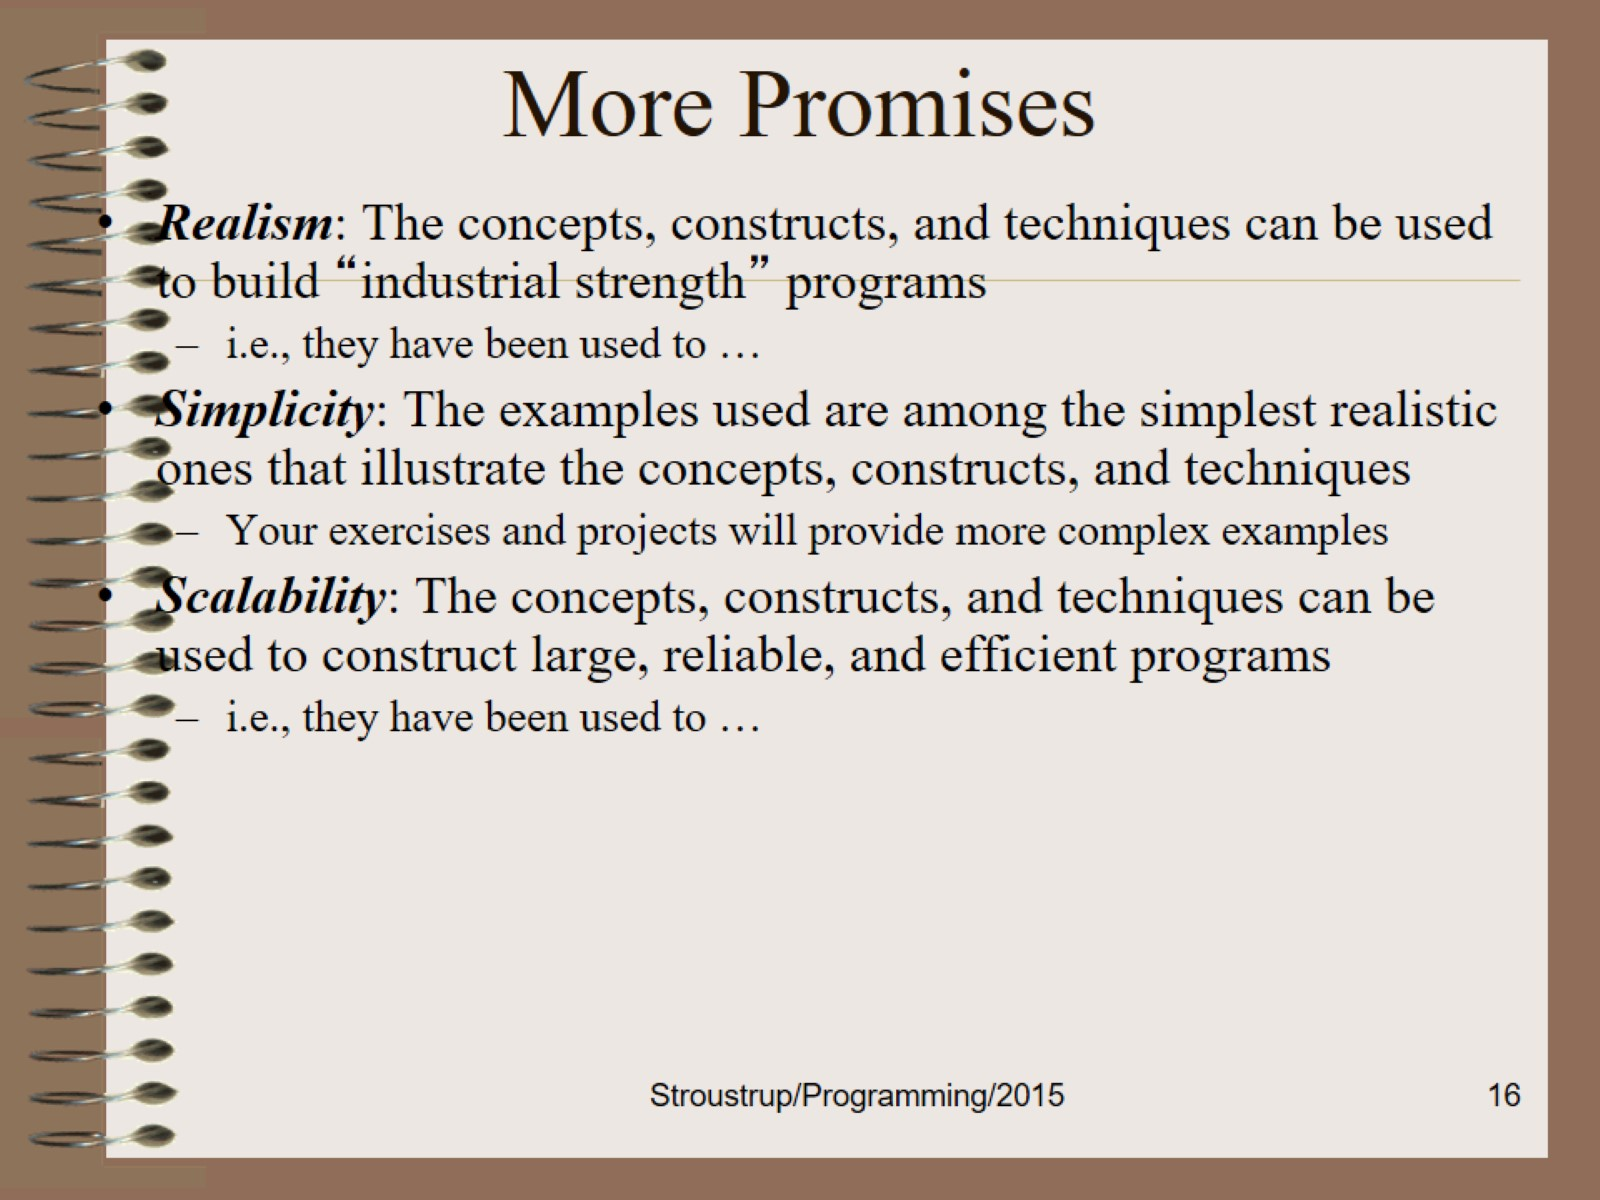 More Promises
• Realism: The concepts, constructs, and techniques can be used
to build “industrial strength” programs
– i.e., they have been used to …
• Simplicity: The examples used are among the simplest realistic
ones that illustrate the concepts, constructs, and techniques
– Your exercises and projects will provide more complex examples
• Scalability: The concepts, constructs, and techniques can be
used to construct large, reliable, and efficient programs
– i.e., they have been used to …
Stroustrup/Programming/2015
16